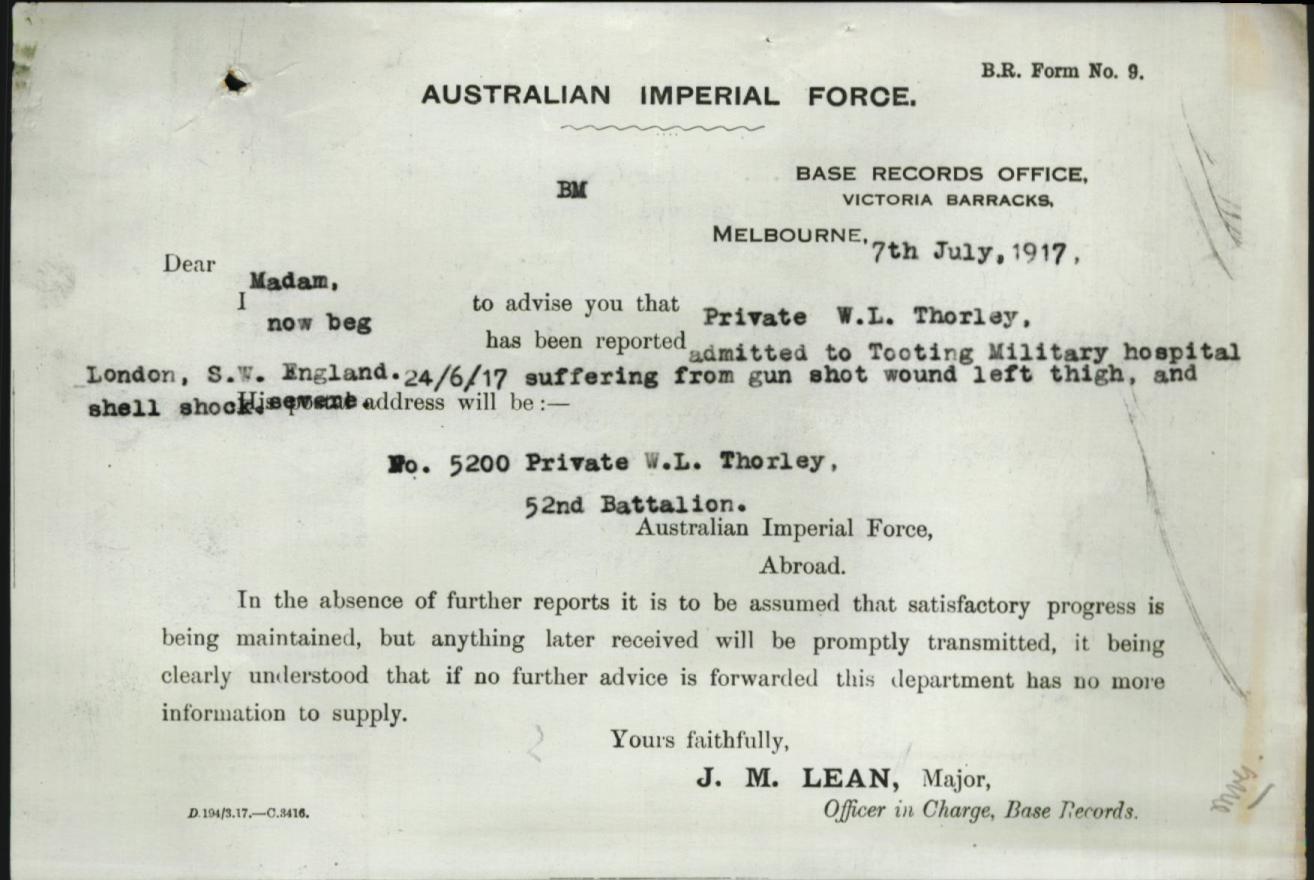 B.R. Form No. 9.
AUSTRALIAN IMPERIAL FORCE.
BM
BASE RECORDS OFFICE,
VICTORIA BARRACKS,
MELBOURNE, 7th July, 1917,
Dear Madam,
I now beg to advise you that Private W.L. Thorley,
has been reported admitted to Tooting Military hospital
London, S.W. England. 24/6/17 suffering from gun shot wound left thigh, and
shell shock, severe. His postal address will be :—
No. 5200 Private W.L. Thorley,
52nd Battalion.
Australian Imperial Force,
Abroad.
In the absence of further reports it is to be assumed that satisfactory progress is
being maintained, but anything later received will be promptly transmitted, it being
clearly understood that if no further advice is forwarded this department has no more
information to supply.
Yours faithfully,
J. M. LEAN, Major,
Officer in Charge, Base Records.
D.194/3.17.—C.3416.